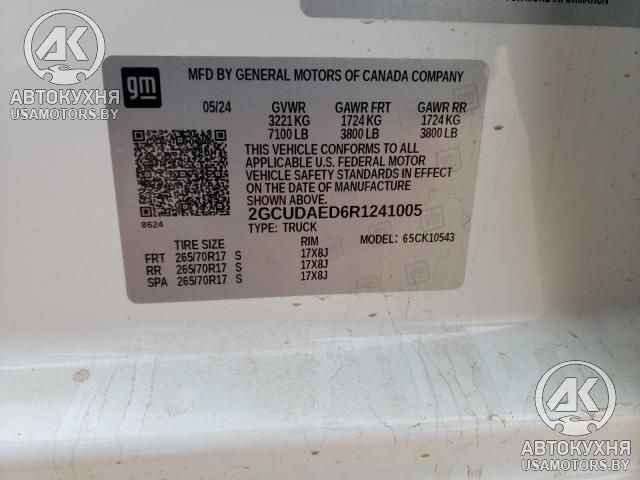 FOR MORE INFORMATION
gm
MFD BY GENERAL MOTORS OF CANADA COMPANY
05/24 GVWR GAWR FRT GAWR RR
3221 KG 1724 KG 1724 KG
7100 LB 3800 LB 3800 LB
THIS VEHICLE CONFORMS TO ALL
APPLICABLE U.S. FEDERAL MOTOR
VEHICLE SAFETY STANDARDS IN EFFECT
ON THE DATE OF MANUFACTURE
8624
2GCUDAED6R1241005
TYPE: TRUCK MODEL: 65CK10543
TIRE SIZE RIM
FRT 265/70R17 S 17X8J
RR 265/70R17 S 17X8J
SPA 265/70R17 S 17X8J
АК
АВТОКУХНЯ
USAMOTORS.BY
АК
АВТОКУХНЯ
USAMOTORS.BY